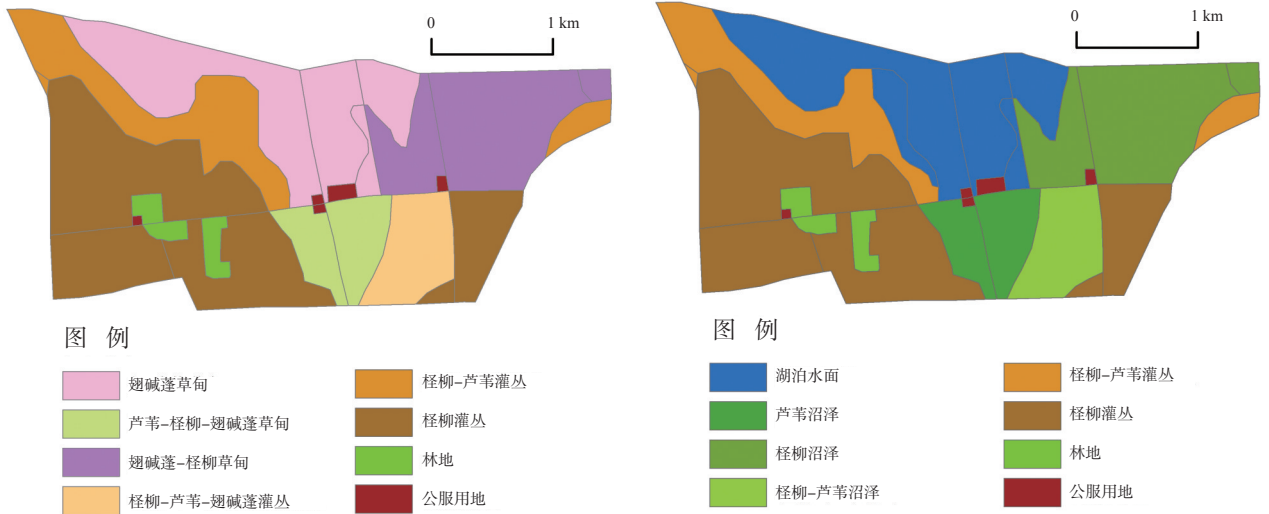 0 1 km
图 例
翅碱蓬草甸
芦苇–柽柳–翅碱蓬草甸
翅碱蓬–柽柳草甸
柽柳–芦苇–翅碱蓬灌丛
柽柳–芦苇灌丛
柽柳灌丛
林地
公服用地
0 1 km
图 例
湖泊水面
芦苇沼泽
柽柳沼泽
柽柳–芦苇沼泽
柽柳–芦苇灌丛
柽柳灌丛
林地
公服用地